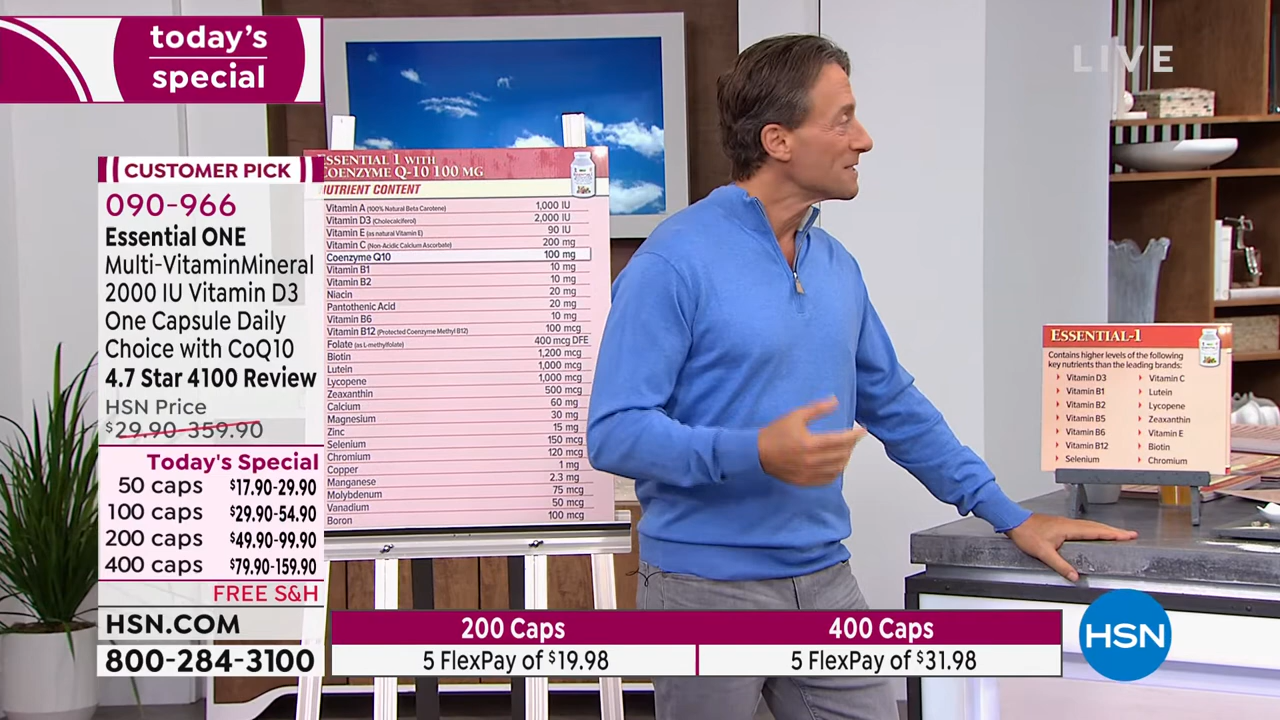 today's
special
LIVE
CUSTOMER PICK
090-966
Essential ONE
Multi-VitaminMineral
2000 IU Vitamin D3
One Capsule Daily
Choice with CoQ10
4.7 Star 4100 Review
HSN Price
$29.90-359.90
Today's Special
50 caps $17.90-29.90
100 caps $29.90-54.90
200 caps $49.90-99.90
400 caps $79.90-159.90
FREE S&H
HSN.COM
800-284-3100
ESSENTIAL 1 WITH
COENZYME Q-10 100 MG
NUTRIENT CONTENT
Vitamin A (100% Natural Beta Carotene) 1,000 IU
Vitamin D3 (Cholecalciferol) 2,000 IU
Vitamin E (as natural Vitamin E) 90 IU
Vitamin C (Non-Acidic Calcium Ascorbate) 200 mg
Coenzyme Q10 100 mg
Vitamin B1 10 mg
Vitamin B2 10 mg
Niacin 20 mg
Pantothenic Acid 20 mg
Vitamin B6 10 mg
Vitamin B12 (Protected Coenzyme Methyl B12) 100 mcg
Folate (as L-methylfolate) 400 mcg DFE
Biotin 1,200 mcg
Lutein 1,000 mcg
Lycopene 1,000 mcg
Zeaxanthin 500 mcg
Calcium 60 mg
Magnesium 30 mg
Zinc 15 mg
Selenium 150 mcg
Chromium 120 mcg
Copper 1 mg
Manganese 2.3 mg
Molybdenum 75 mcg
Vanadium 50 mcg
Boron 100 mcg
ESSENTIAL-1
Contains higher levels of the following
key nutrients than the leading brands:
Vitamin D3 Vitamin C
Vitamin B1 Lutein
Vitamin B2 Lycopene
Vitamin B5 Zeaxanthin
Vitamin B6 Vitamin E
Vitamin B12 Biotin
Selenium Chromium
200 Caps 400 Caps
5 FlexPay of $19.98 5 FlexPay of $31.98
HSN